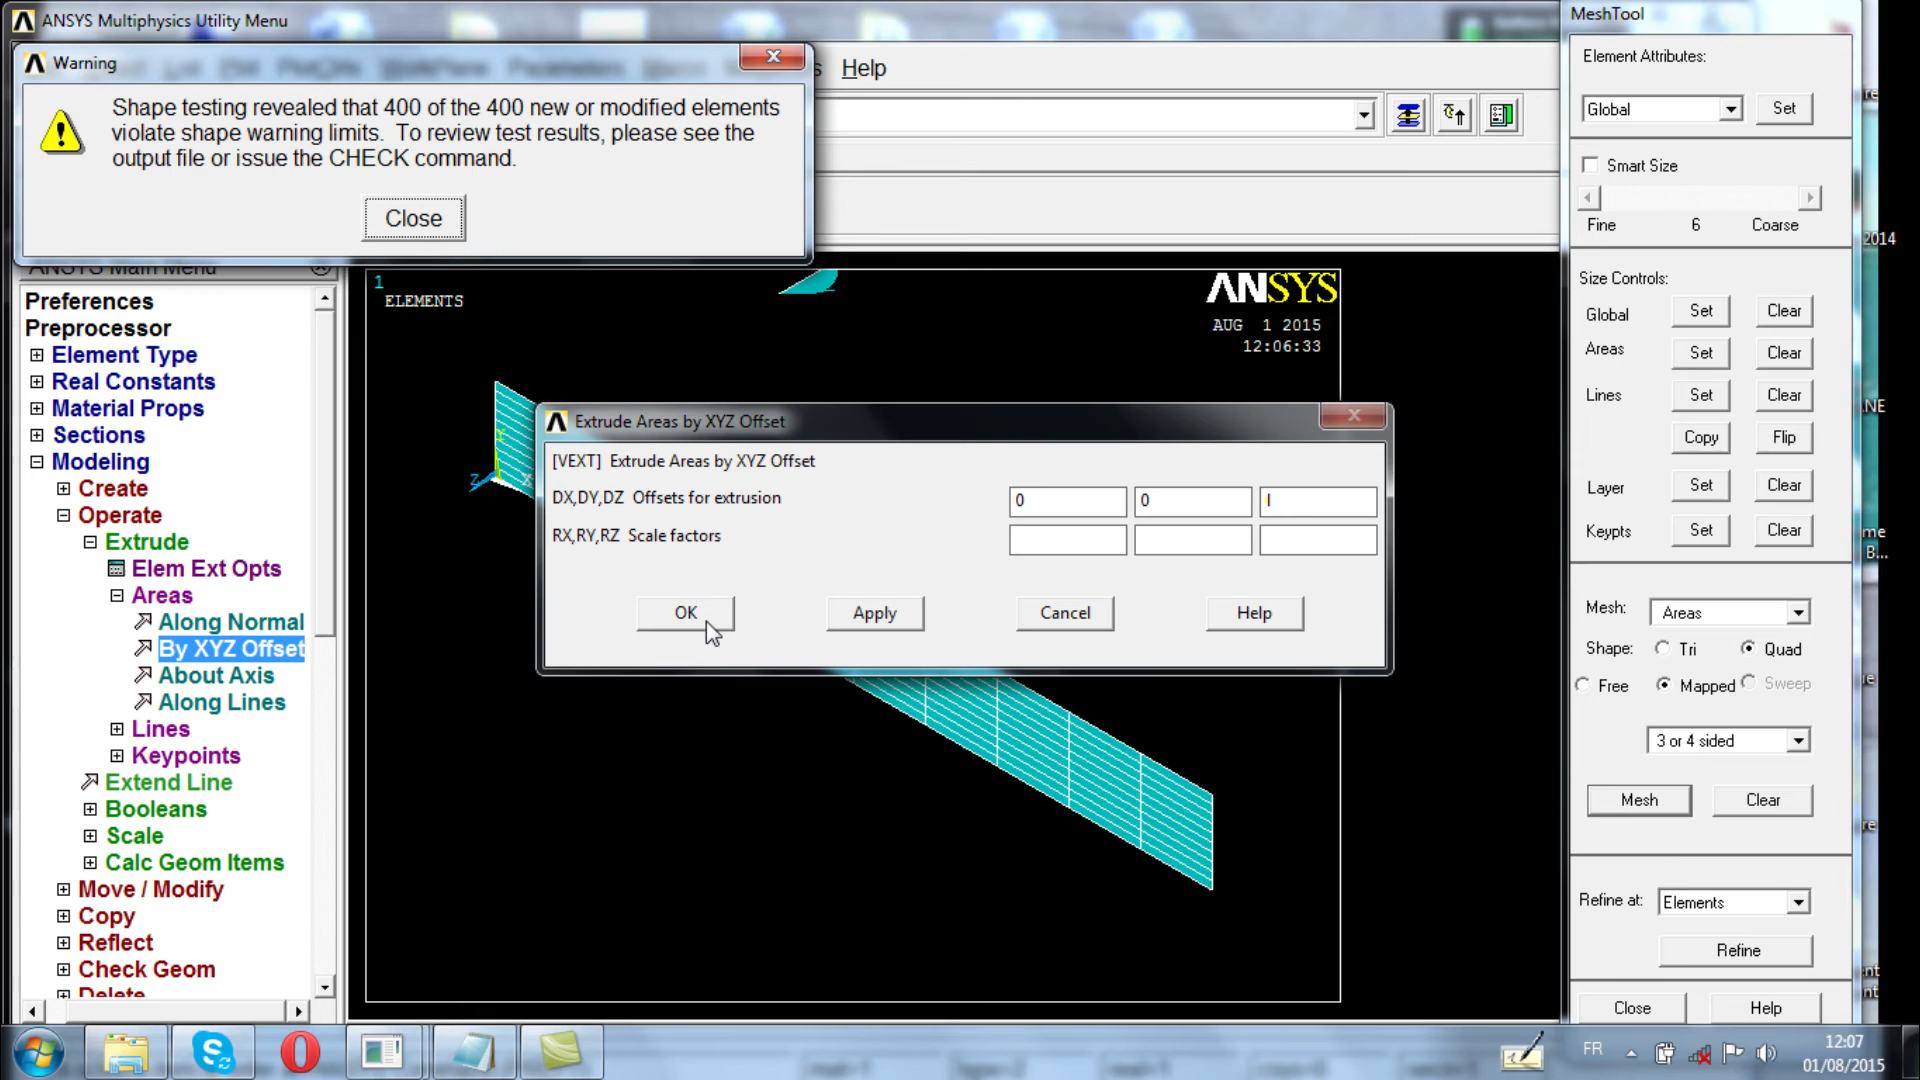 ANSYS Multiphysics Utility Menu
Warning
Shape testing revealed that 400 of the 400 new or modified elements
violate shape warning limits. To review test results, please see the
output file or issue the CHECK command.
Close
Help
ANSYS Main Menu
Preferences
Preprocessor
Element Type
Real Constants
Material Props
Sections
Modeling
Create
Operate
Extrude
Elem Ext Opts
Areas
Along Normal
By XYZ Offset
About Axis
Along Lines
Lines
Keypoints
Extend Line
Booleans
Scale
Calc Geom Items
Move / Modify
Copy
Reflect
Check Geom
Delete
1
ELEMENTS
ANSYS
AUG 1 2015
12:06:33
Y
Z X
Extrude Areas by XYZ Offset
[VEXT] Extrude Areas by XYZ Offset
DX,DY,DZ Offsets for extrusion 0 0 l
RX,RY,RZ Scale factors
OK Apply Cancel Help
MeshTool
Element Attributes:
Global Set
Smart Size
Fine 6 Coarse
Size Controls:
Global Set Clear
Areas Set Clear
Lines Set Clear
Copy Flip
Layer Set Clear
Keypts Set Clear
Mesh: Areas
Shape: Tri Quad
Free Mapped Sweep
3 or 4 sided
Mesh Clear
Refine at: Elements
Refine
Close Help
2014
FR
12:07
01/08/2015